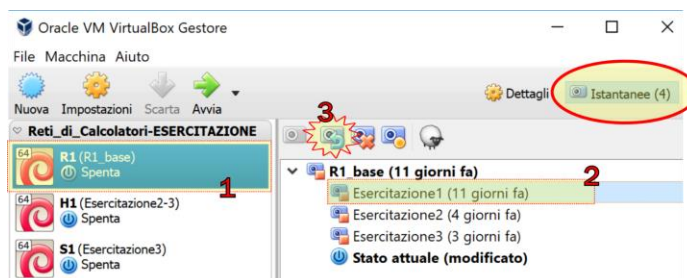 Oracle VM VirtualBox Gestore
File Macchina Aiuto
Nuova Impostazioni Scarta Avvia
Dettagli Istantanee (4)
3
Reti_di_Calcolatori-ESERCITAZIONE
64 R1 (R1_base)
Spenta
1
64 H1 (Esercitazione2-3)
Spenta
64 S1 (Esercitazione3)
Spenta
R1_base (11 giorni fa)
Esercitazione1 (11 giorni fa)
2
Esercitazione2 (4 giorni fa)
Esercitazione3 (3 giorni fa)
Stato attuale (modificato)